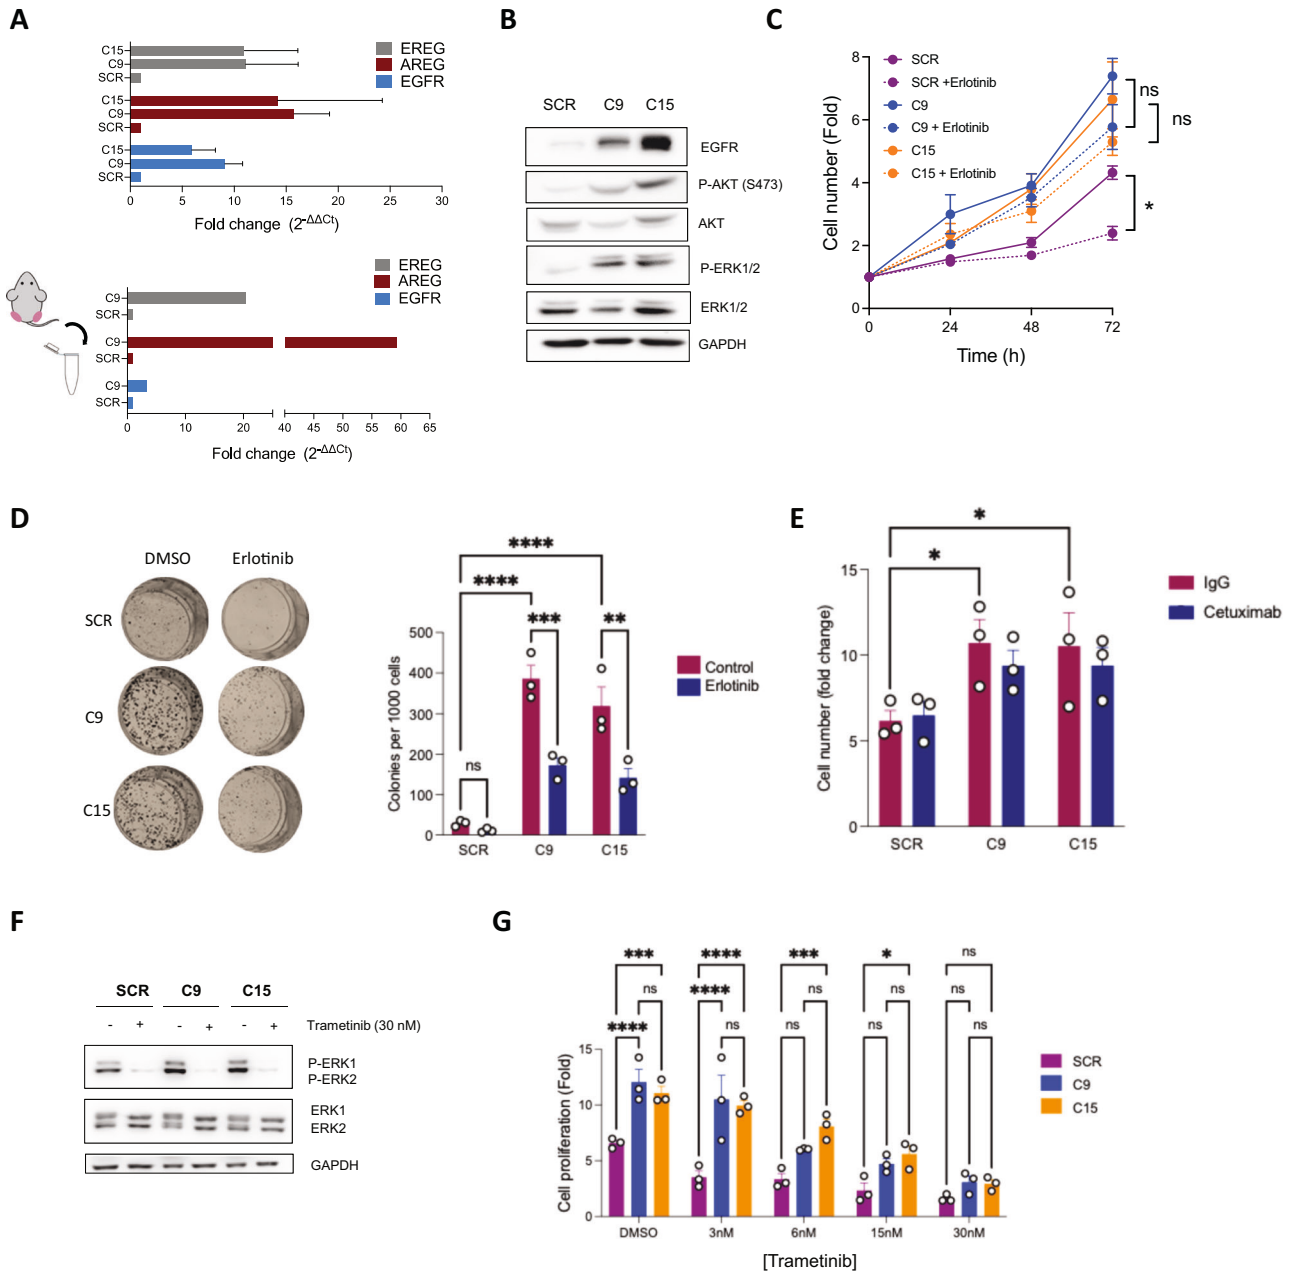 A
C15
C9
SCR
C15
C9
SCR
C15
C9
SCR
EREG
AREG
EGFR
0 5 10 15 20 25 30
Fold change (2-ΔΔCt)
EREG
AREG
EGFR
C9
SCR
C9
SCR
C9
SCR
0 10 20 40 45 50 55 60 65
Fold change (2-ΔΔCt)
B
SCR C9 C15
EGFR
P-AKT (S473)
AKT
P-ERK1/2
ERK1/2
GAPDH
C
SCR
SCR +Erlotinib
C9
C9 + Erlotinib
C15
C15 + Erlotinib
ns
ns
*
8
6
4
2
0
Cell number (Fold)
0 24 48 72
Time (h)
D
DMSO Erlotinib
SCR
C9
C15
****
****
*** **
ns
500
400
300
200
100
0
Colonies per 1000 cells
SCR C9 C15
Control
Erlotinib
E
*
*
15
10
5
0
Cell number (fold change)
SCR C9 C15
IgG
Cetuximab
F
SCR C9 C15
- + - + - + Trametinib (30 nM)
P-ERK1
P-ERK2
ERK1
ERK2
GAPDH
G
*** **** *** * ns
ns **** ns ns ns
**** ns ns ns ns
15
10
5
0
Cell proliferation (Fold)
DMSO 3nM 6nM 15nM 30nM
[Trametinib]
SCR
C9
C15